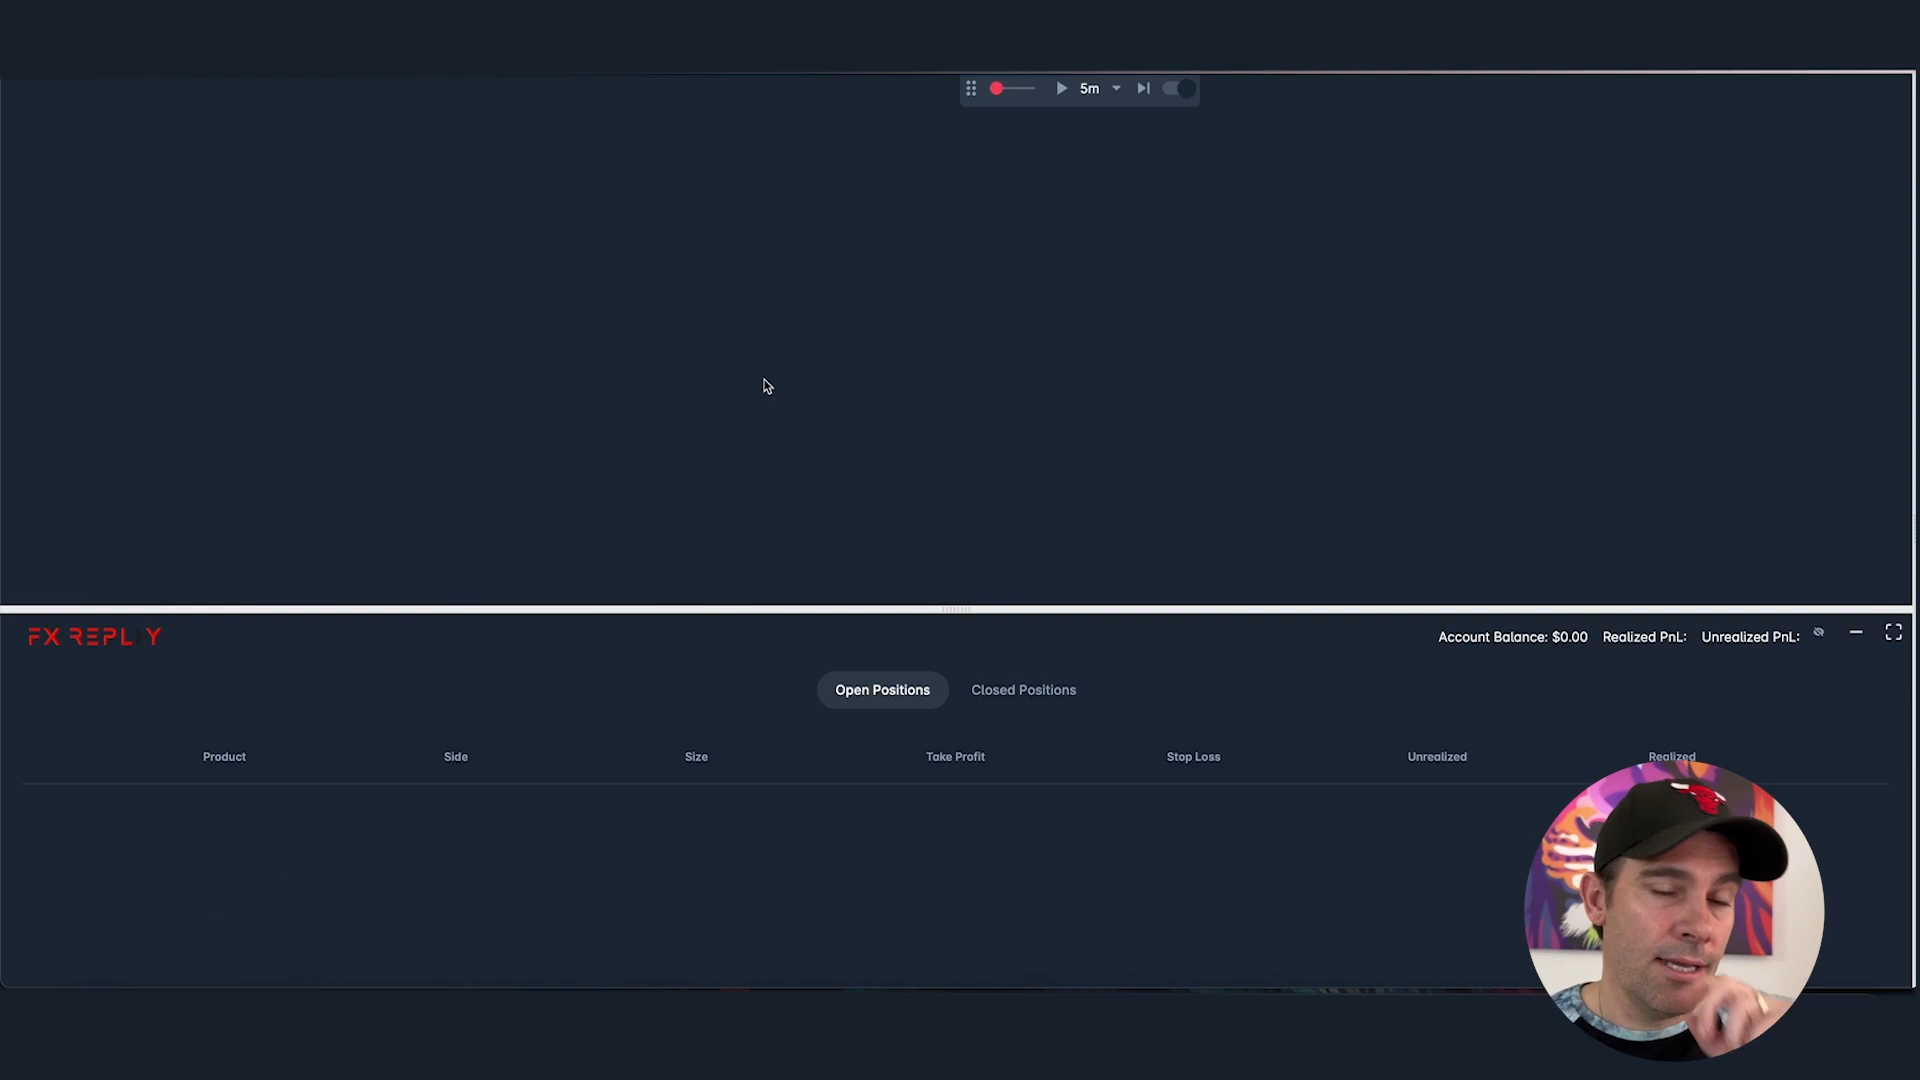 5m
FX REPLAY
Account Balance: $0.00 Realized PnL: Unrealized PnL:
Open Positions Closed Positions
Product Side Size Take Profit Stop Loss Unrealized Realized